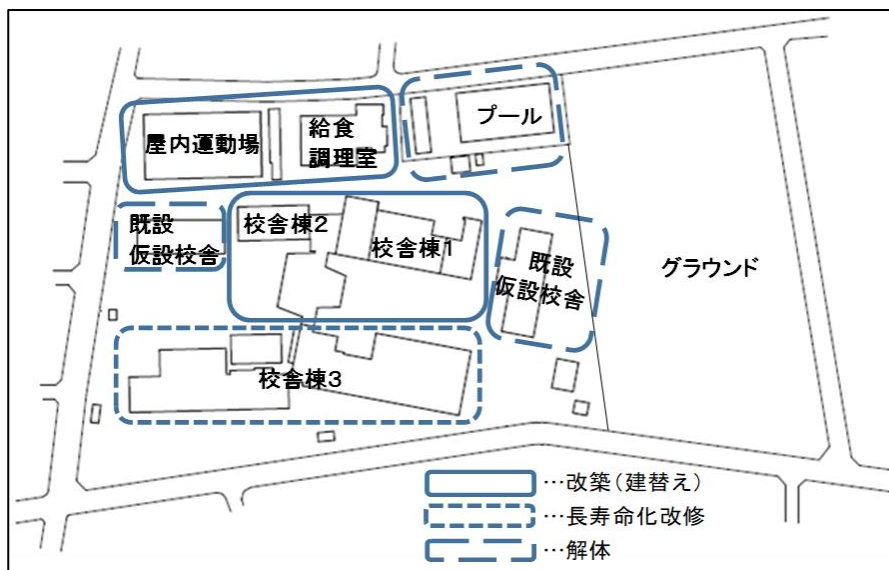 屋内運動場
給食
調理室
プール
既設
仮設校舎
校舎棟2
校舎棟1
既設
仮設校舎
グラウンド
校舎棟3
…改築(建替え)
…長寿命化改修
…解体